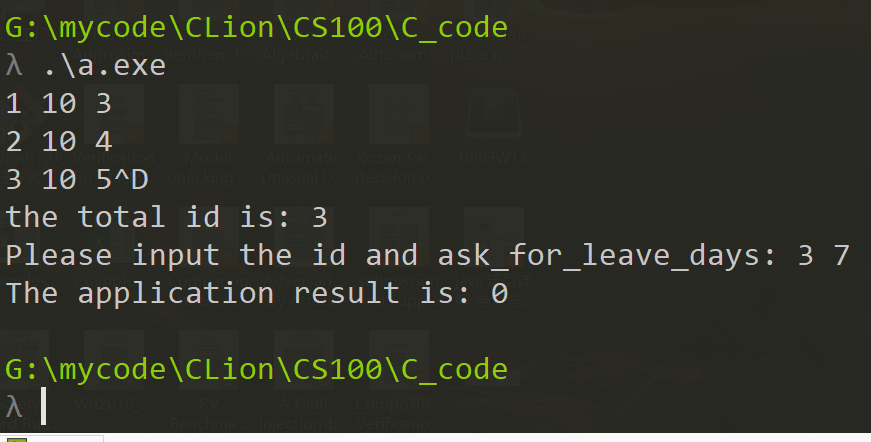 G:\mycode\CLion\CS100\C_code
λ .\a.exe
1 10 3
2 10 4
3 10 5^D
the total id is: 3
Please input the id and ask_for_leave_days: 3 7
The application result is: 0
G:\mycode\CLion\CS100\C_code
λ